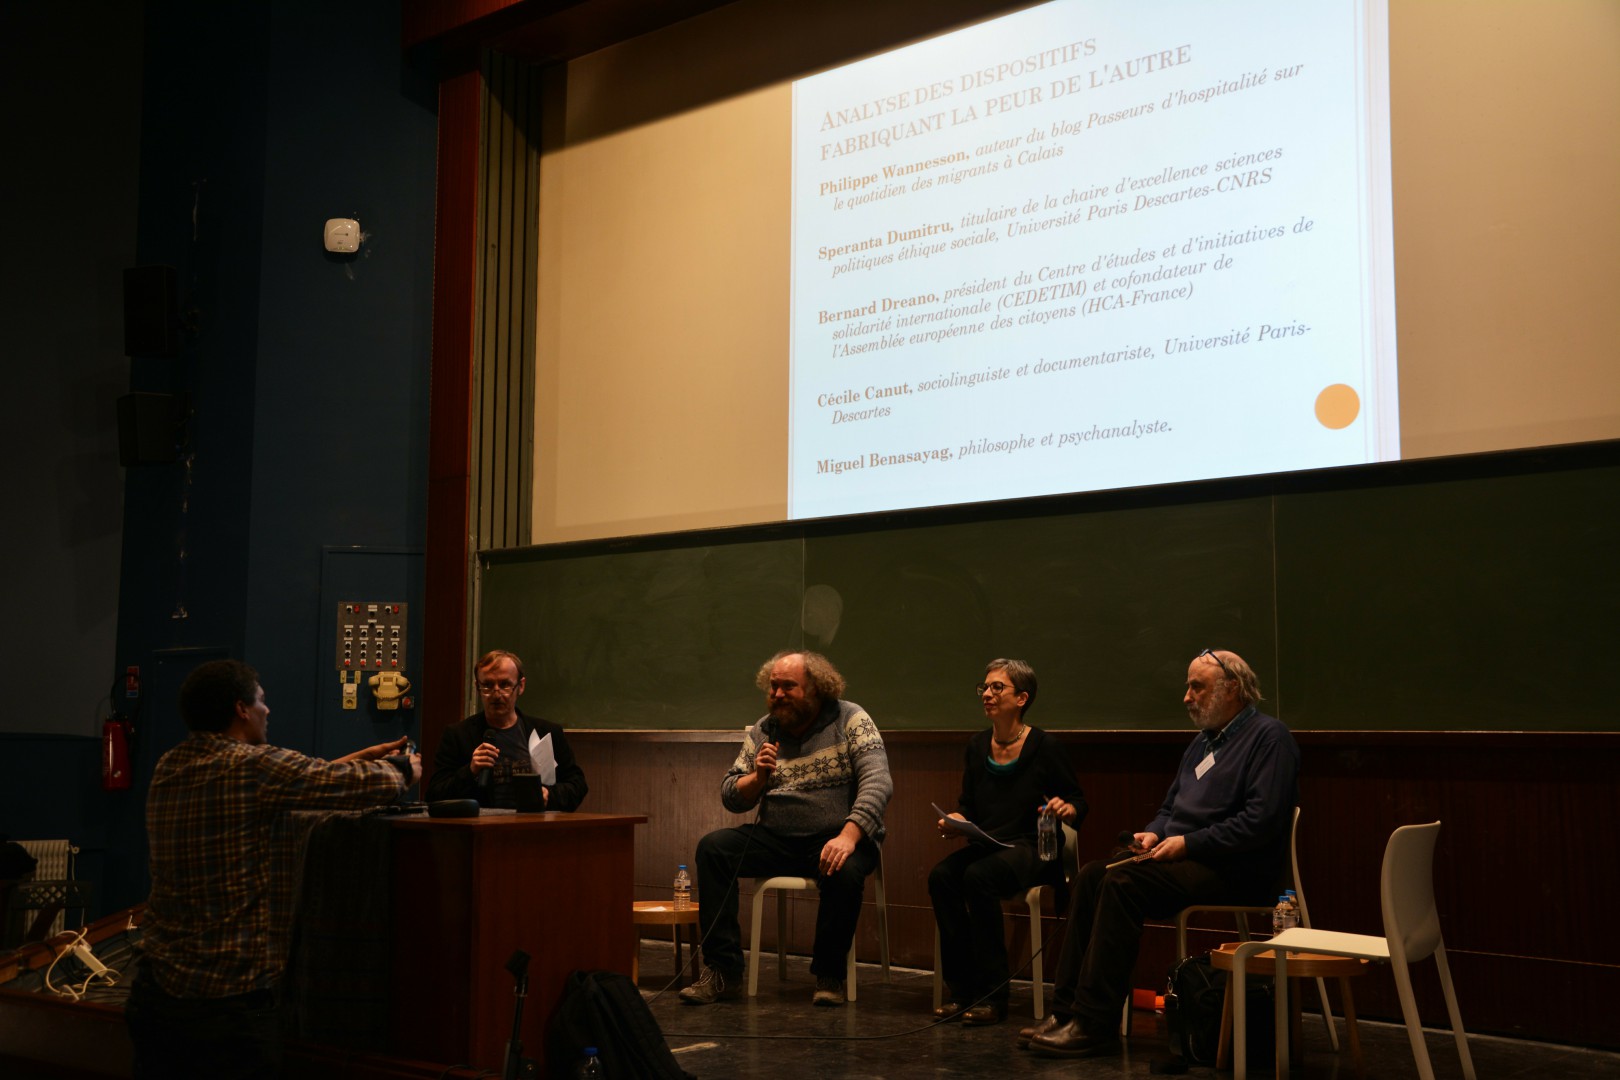 ANALYSE DES DISPOSITIFS
FABRIQUANT LA PEUR DE L'AUTRE
Philippe Wannesson, auteur du blog Passeurs d'hospitalité sur
le quotidien des migrants à Calais
Speranta Dumitru, titulaire de la chaire d'excellence sciences
politiques éthique sociale, Université Paris Descartes-CNRS
Bernard Dreano, président du Centre d'études et d'initiatives de
solidarité internationale (CEDETIM) et cofondateur de
l'Assemblée européenne des citoyens (HCA-France)
Cécile Canut, sociolinguiste et documentariste, Université Paris-
Descartes
Miguel Benasayag, philosophe et psychanalyste.